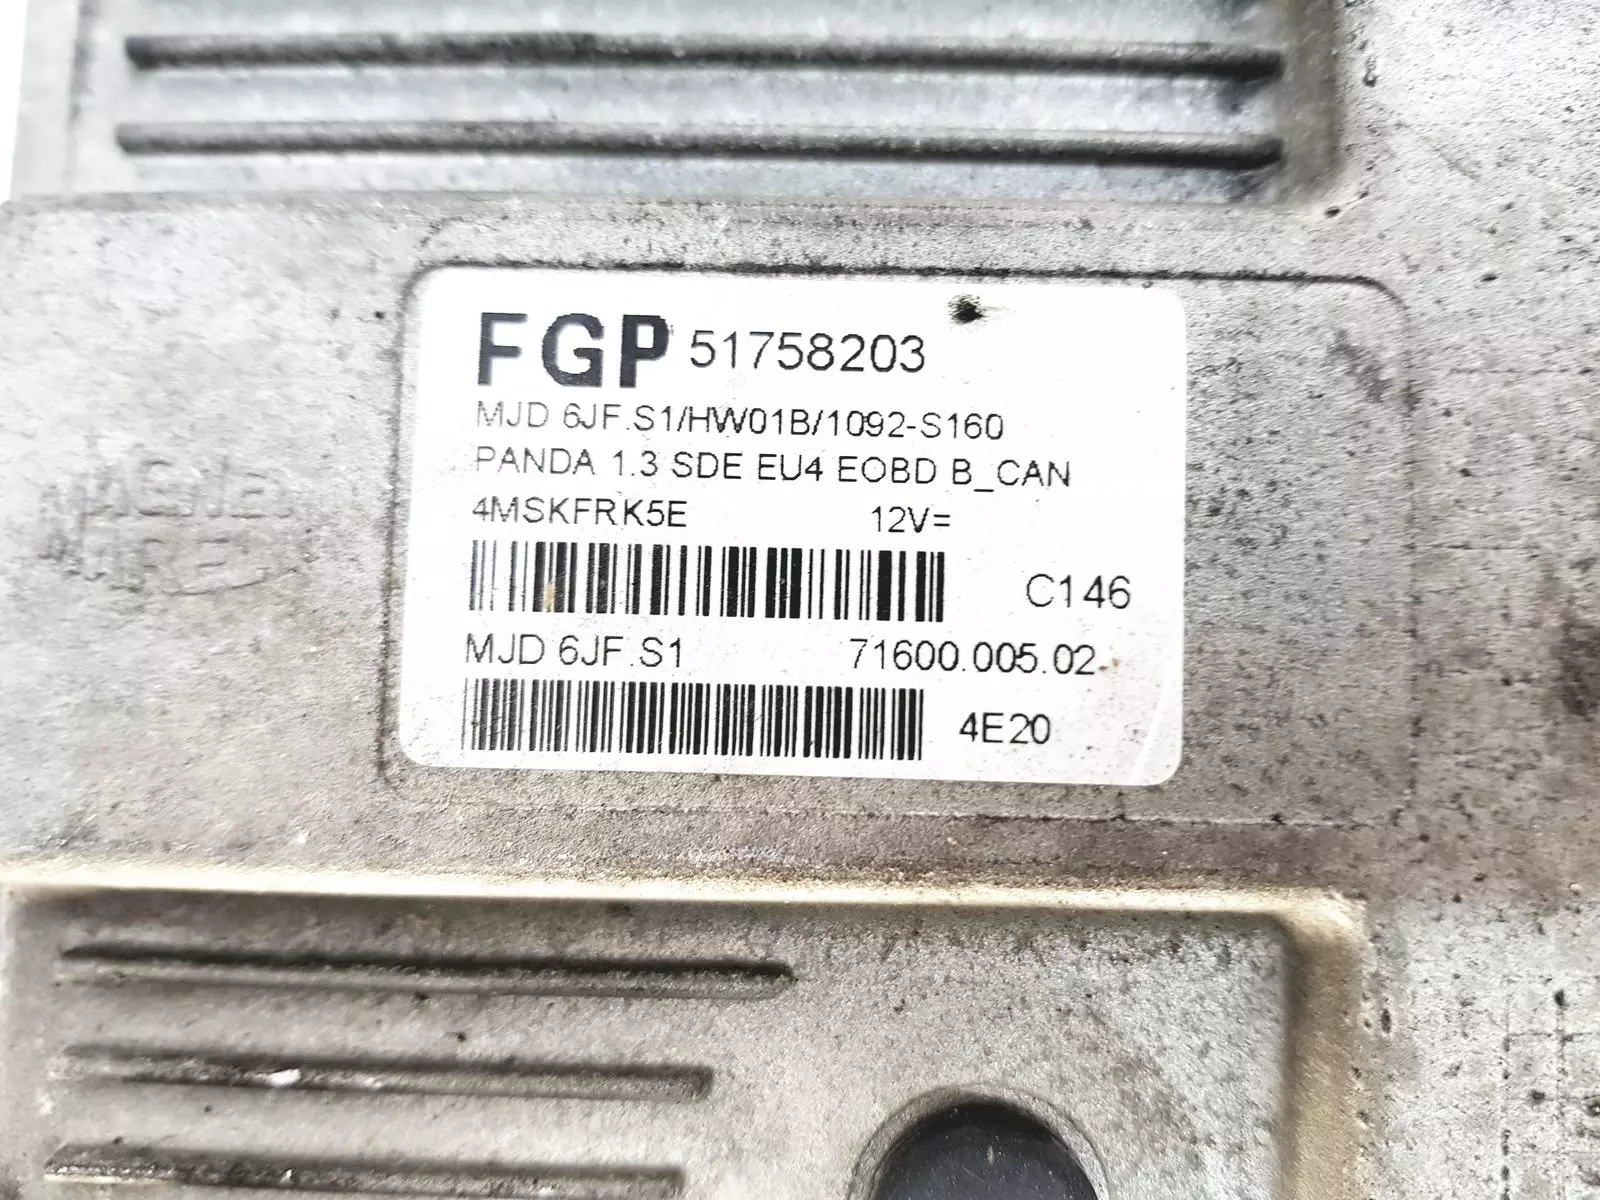 FGP 51758203
MJD 6JF.S1/HW01B/1092-S160
PANDA 1.3 SDE EU4 EOBD B_CAN
4MSKFRK5E 12V=
C146
MJD 6JF.S1 71600.005.02
4E20